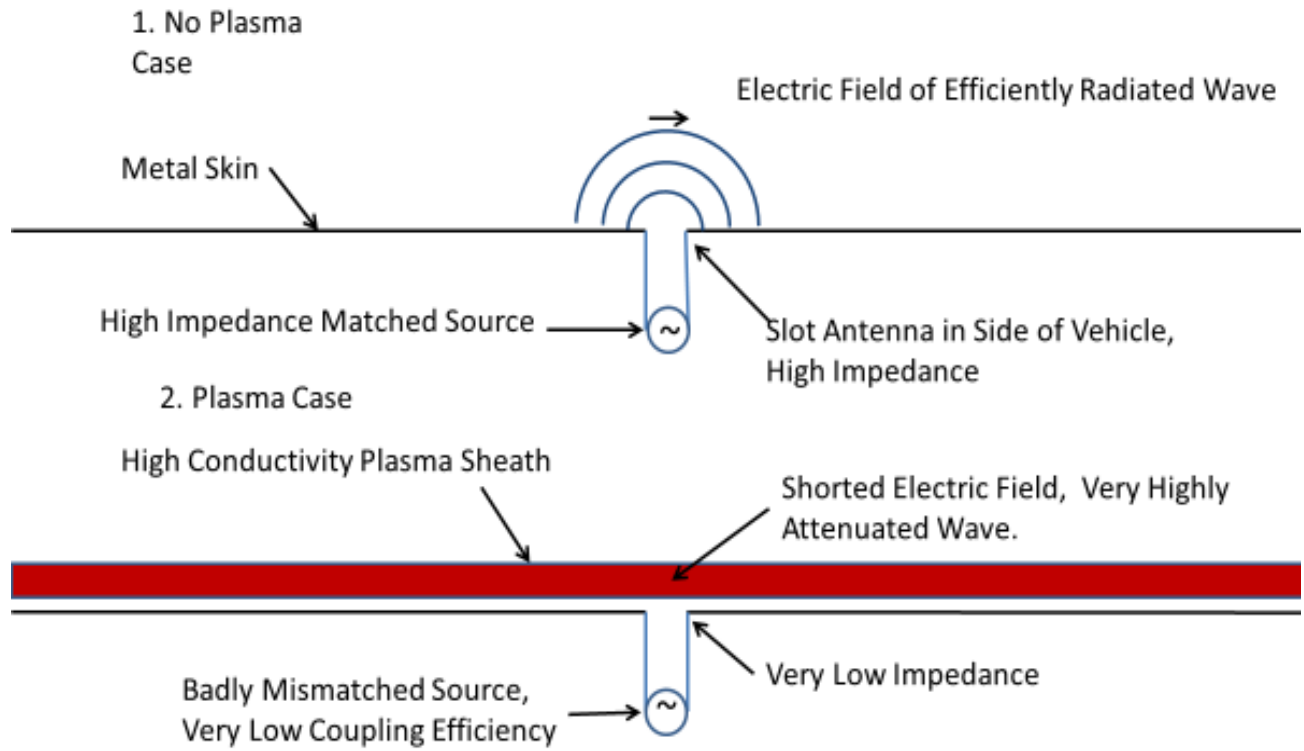 1. No Plasma
Case
Electric Field of Efficiently Radiated Wave
Metal Skin
High Impedance Matched Source
~
Slot Antenna in Side of Vehicle,
High Impedance
2. Plasma Case
High Conductivity Plasma Sheath
Shorted Electric Field,  Very Highly
Attenuated Wave.
Very Low Impedance
Badly Mismatched Source,
Very Low Coupling Efficiency
~